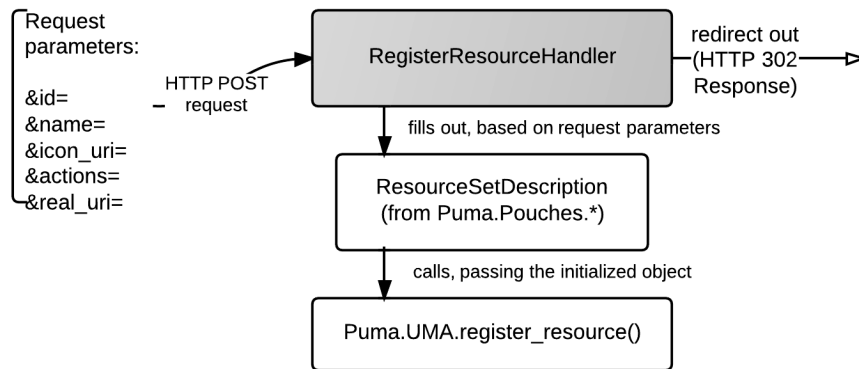 Request
parameters:
&id=
&name=
&icon_uri=
&actions=
&real_uri=
HTTP POST
request
RegisterResourceHandler
redirect out
(HTTP 302
Response)
fills out, based on request parameters
ResourceSetDescription
(from Puma.Pouches.*)
calls, passing the initialized object
Puma.UMA.register_resource()